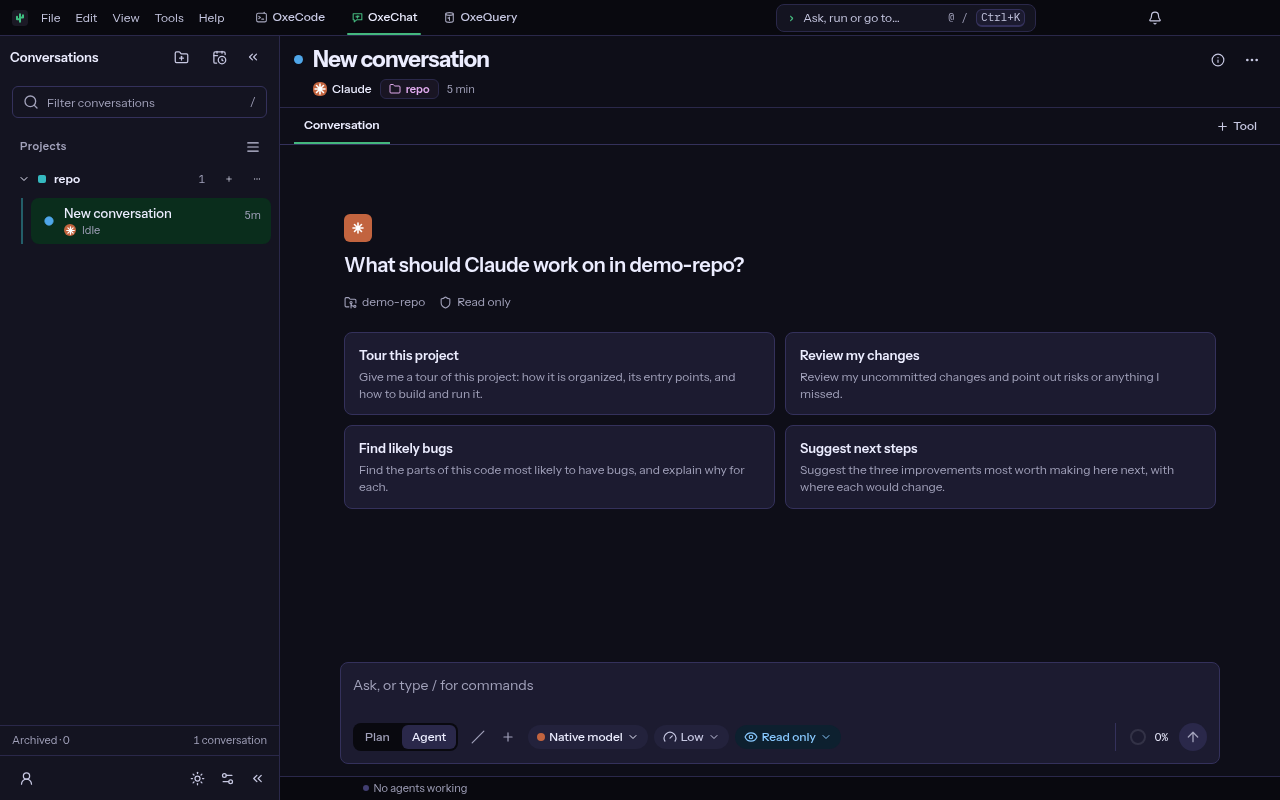 File Edit View Tools Help
OxeCode OxeChat OxeQuery
Ask, run or go to… @ / Ctrl+K
Conversations
Filter conversations /
Projects
repo 1
New conversation 5m
Idle
Archived · 0 1 conversation
New conversation
Claude repo 5 min
Conversation
Tool
What should Claude work on in demo-repo?
demo-repo Read only
Tour this project
Give me a tour of this project: how it is organized, its entry points, and
how to build and run it.
Review my changes
Review my uncommitted changes and point out risks or anything I
missed.
Find likely bugs
Find the parts of this code most likely to have bugs, and explain why for
each.
Suggest next steps
Suggest the three improvements most worth making here next, with
where each would change.
Ask, or type / for commands
Plan Agent Native model Low Read only 0%
No agents working